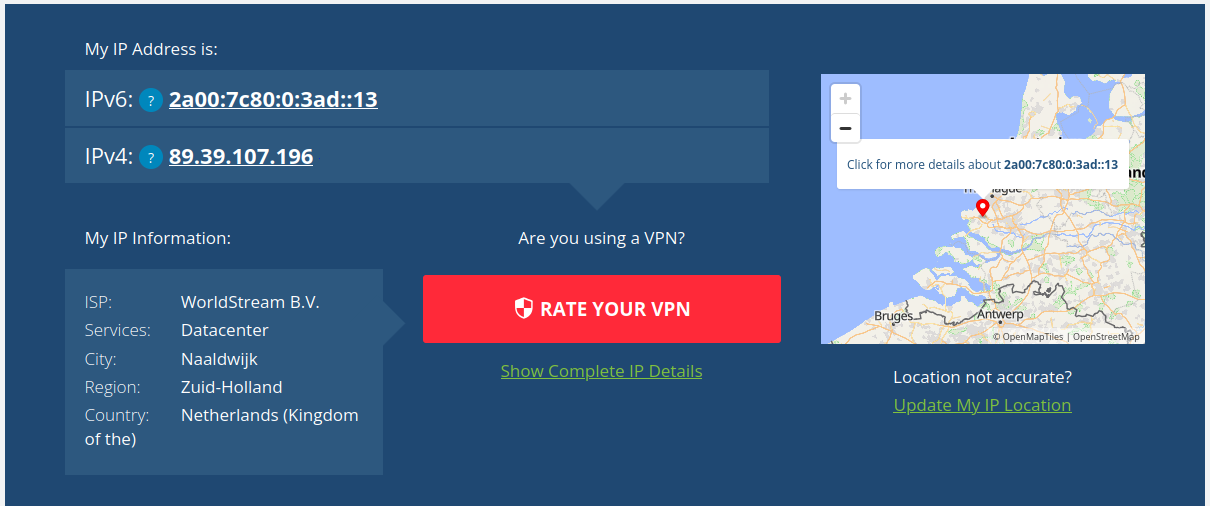 My IP Address is:
IPv6: ? 2a00:7c80:0:3ad::13
IPv4: ? 89.39.107.196
My IP Information:
ISP: WorldStream B.V.
Services: Datacenter
City: Naaldwijk
Region: Zuid-Holland
Country: Netherlands (Kingdom
of the)
Are you using a VPN?
RATE YOUR VPN
Show Complete IP Details
+
−
Click for more details about 2a00:7c80:0:3ad::13
Bruges
Antwerp
© OpenMapTiles | OpenStreetMap
Location not accurate?
Update My IP Location